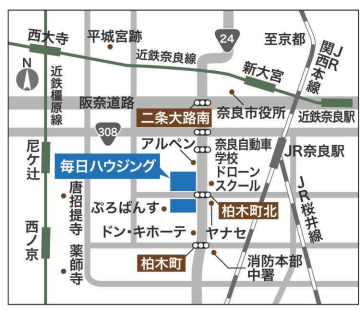 西大寺
平城宮跡
24
至京都
JR
関西本線
近鉄奈良線
N
近鉄橿原線
新大宮
阪奈道路
二条大路南
奈良市役所
近鉄奈良駅
308
尼ケ辻
アルペン
奈良自動車
学校
ドローン
スクール
JR奈良駅
毎日ハウジング
唐招提寺
ぷろぱんす
柏木町北
JR桜井線
西ノ京
薬師寺
ドン・キホーテ
ヤナセ
柏木町
消防本部
中署